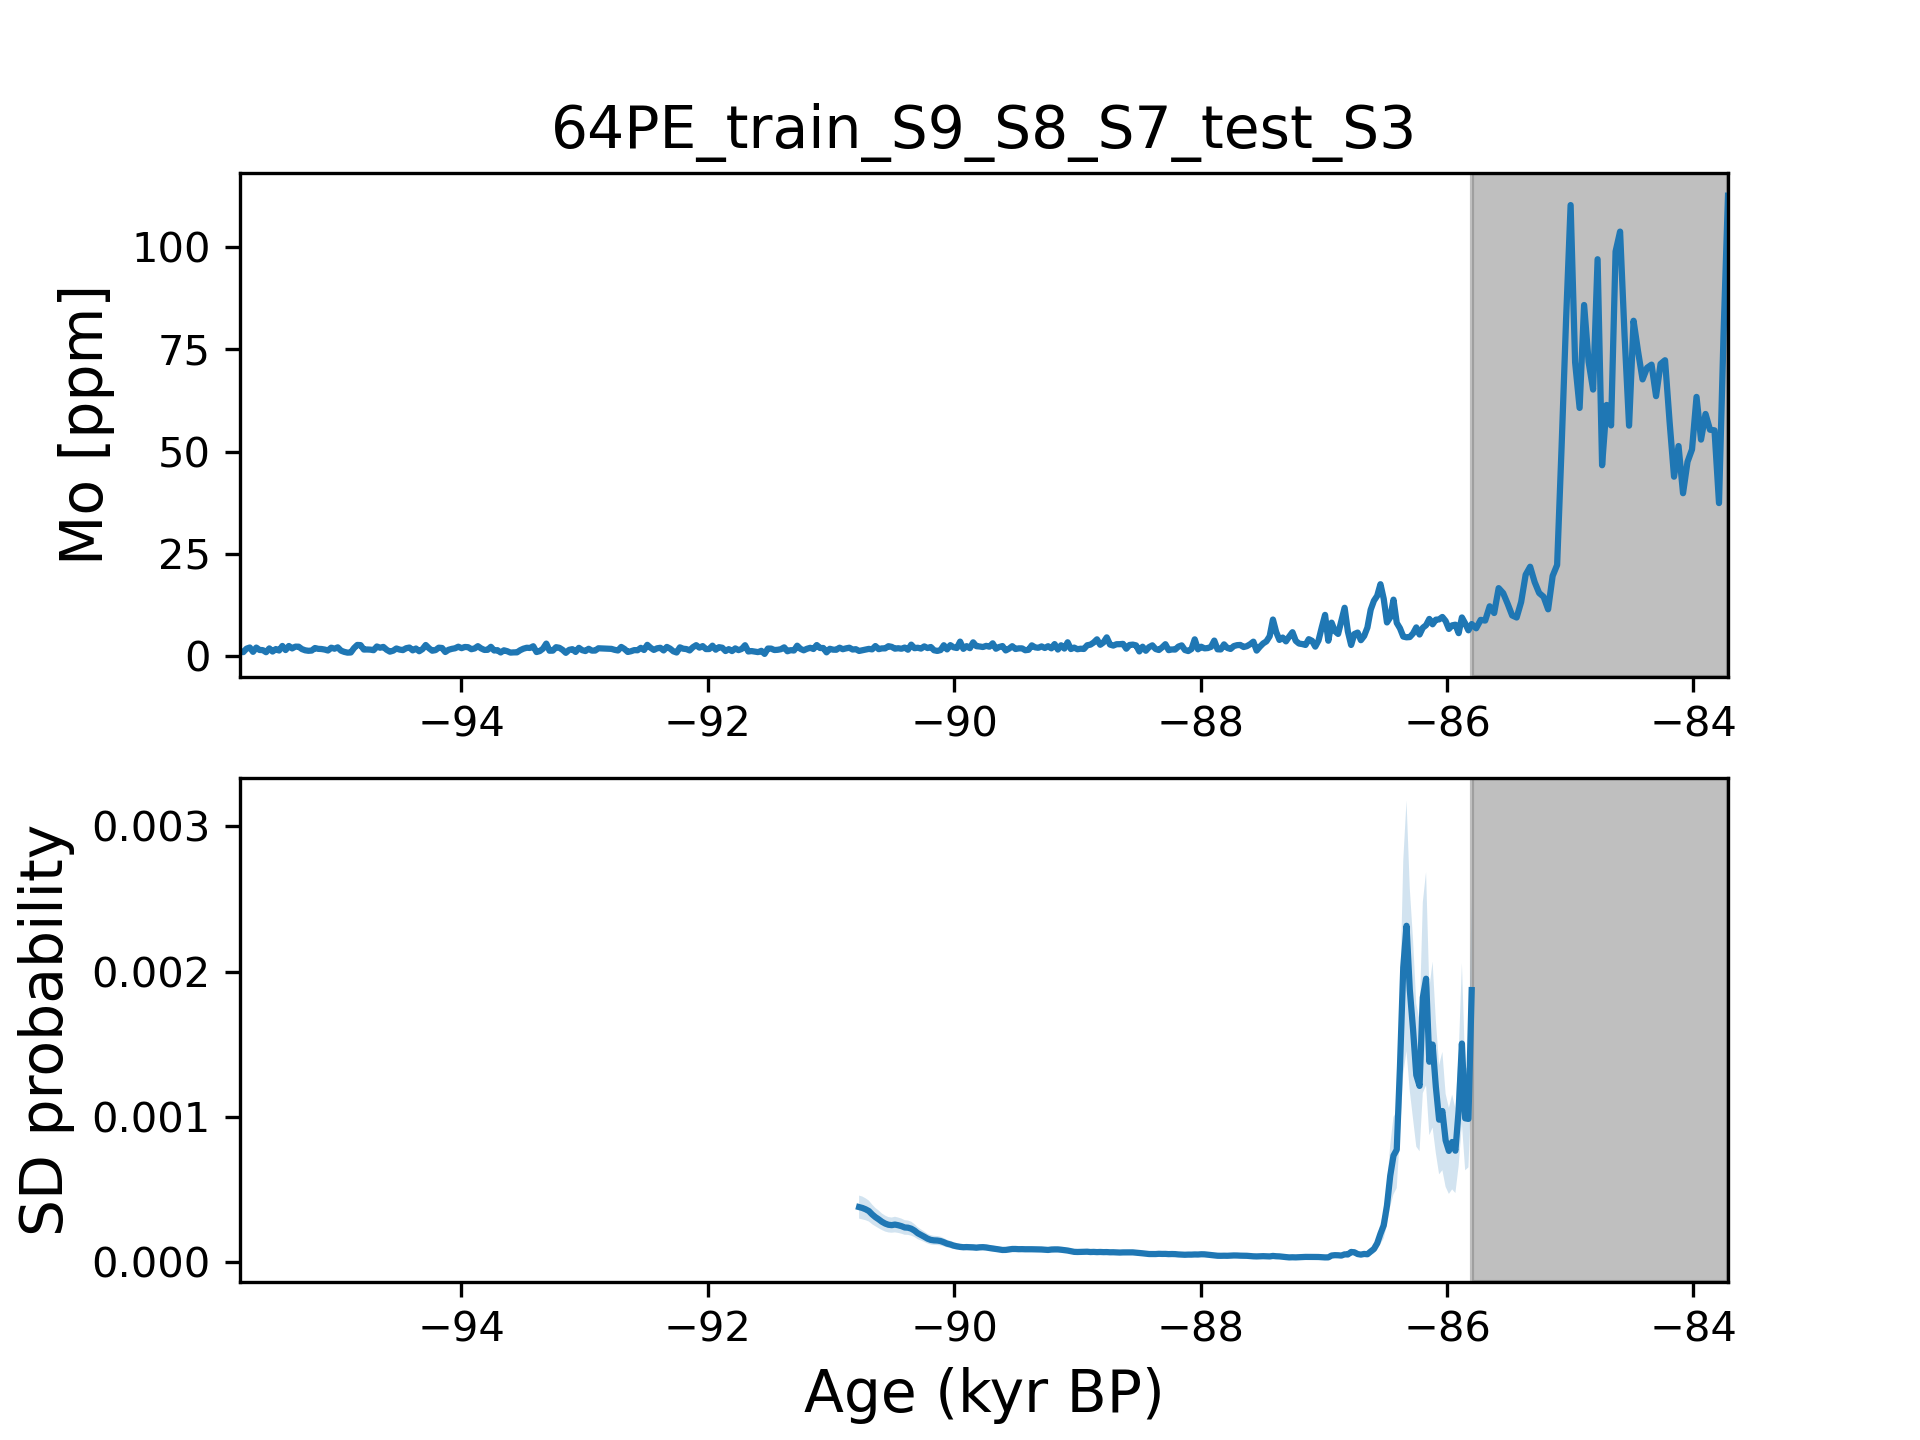 64PE_train_S9_S8_S7_test_S3
Mo [ppm]
100
75
50
25
0
−94 −92 −90 −88 −86 −84
SD probability
0.003
0.002
0.001
0.000
−94 −92 −90 −88 −86 −84
Age (kyr BP)